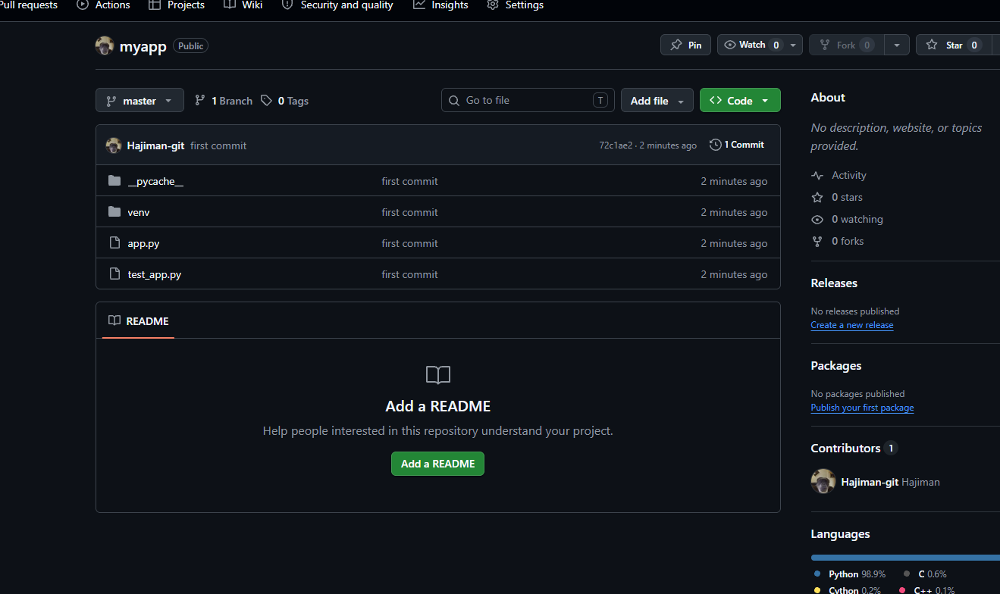 Pull requests Actions Projects Wiki Security and quality Insights Settings
myapp Public Pin Watch 0 Fork 0 Star 0
master 1 Branch 0 Tags Go to file T Add file Code
Hajiman-git first commit 72c1ae2 · 2 minutes ago 1 Commit
__pycache__ first commit 2 minutes ago
venv first commit 2 minutes ago
app.py first commit 2 minutes ago
test_app.py first commit 2 minutes ago
README
Add a README
Help people interested in this repository understand your project.
Add a README
About
No description, website, or topics
provided.
Activity
0 stars
0 watching
0 forks
Releases
No releases published
Create a new release
Packages
No packages published
Publish your first package
Contributors 1
Hajiman-git Hajiman
Languages
Python 98.9% C 0.6%
Cython 0.2% C++ 0.1%